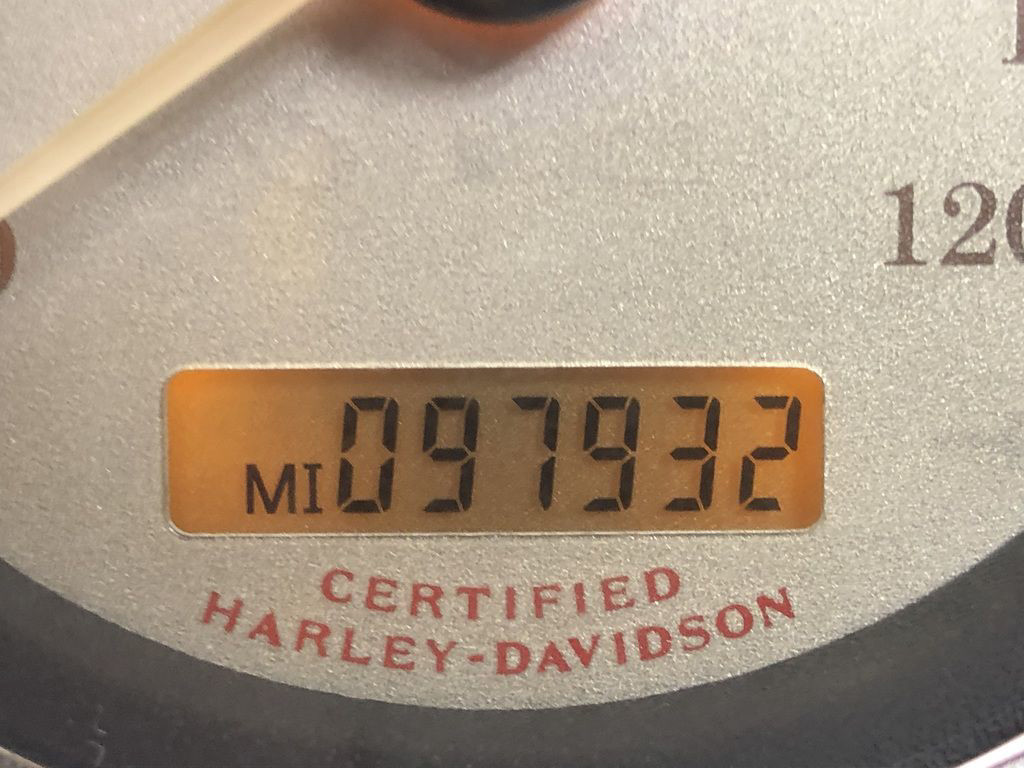 120
MI 097932
CERTIFIED
HARLEY-DAVIDSON